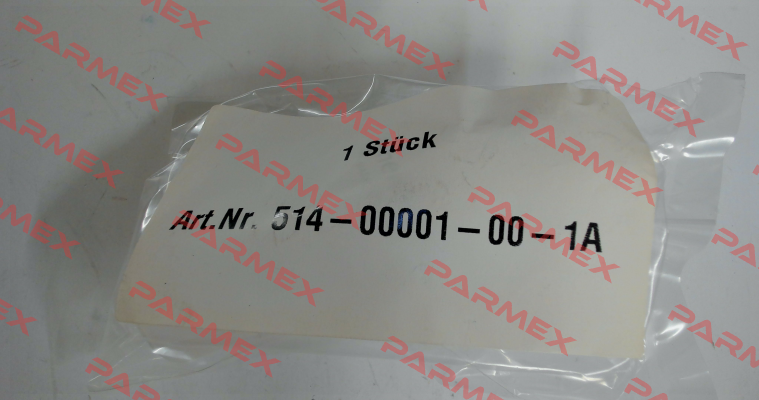 1 Stück
Art.Nr. 514-00001-00-1A
PARMEX